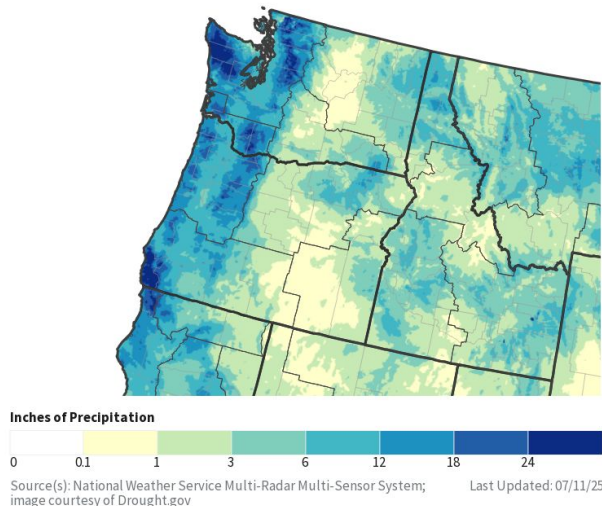 Inches of Precipitation
0 0.1 1 3 6 12 18 24
Source(s): National Weather Service Multi-Radar Multi-Sensor System; Last Updated: 07/11/25
image courtesy of Drought.gov